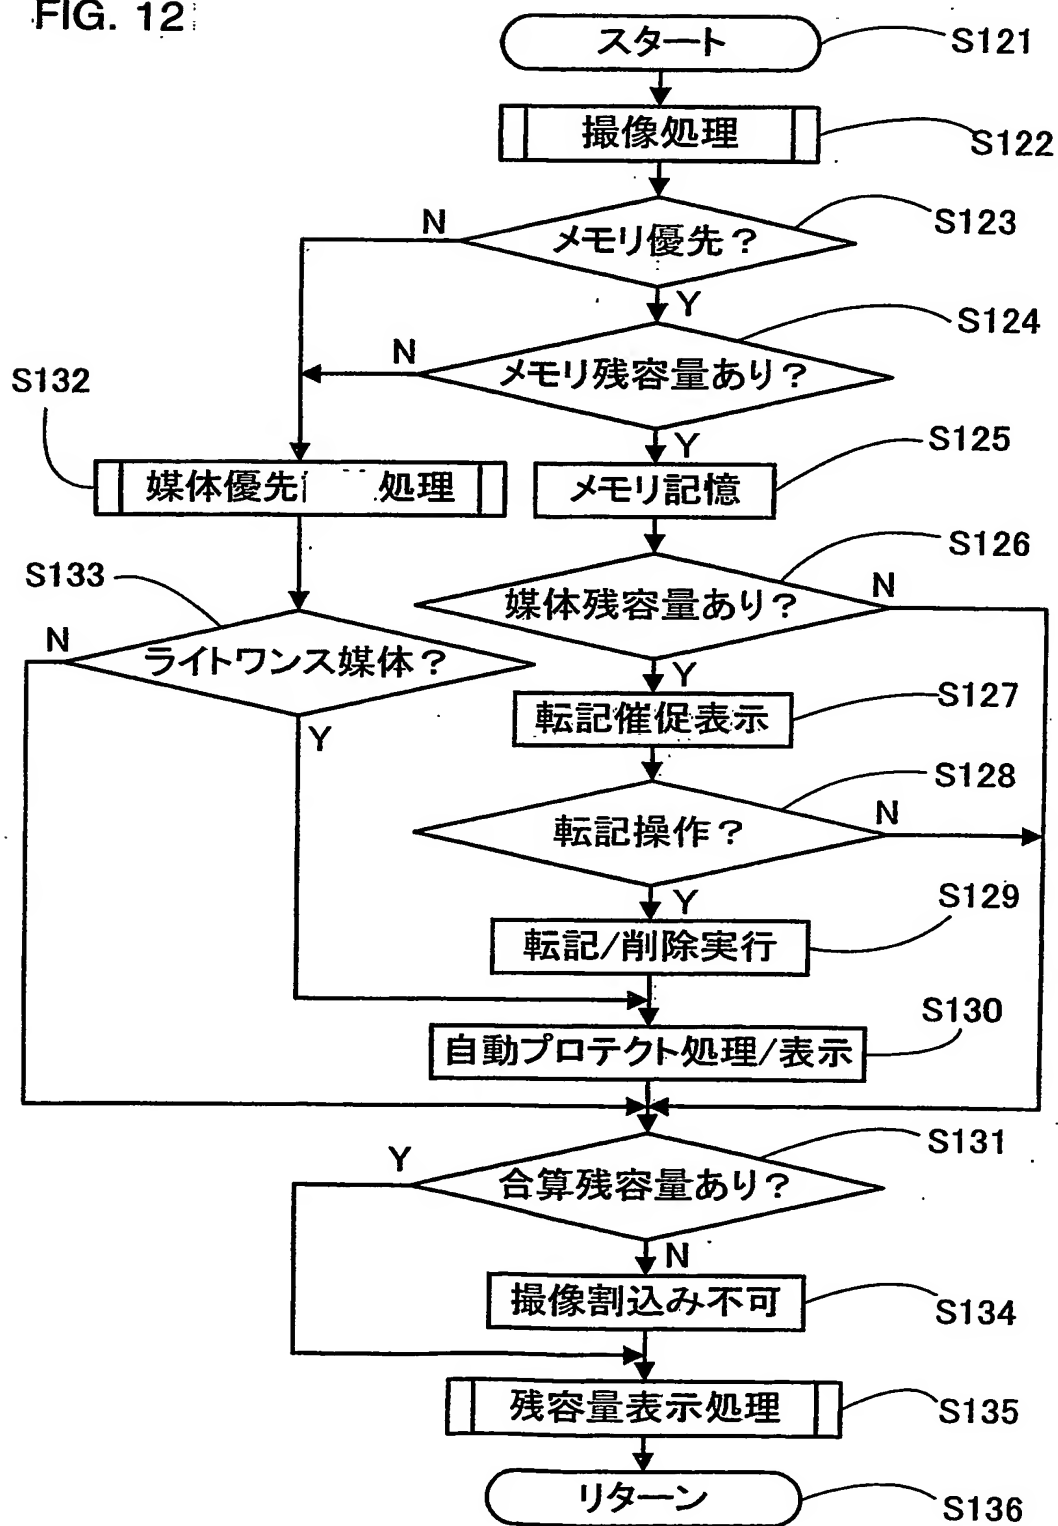 FIG. 12
スタート
S121
撮像処理
S122
メモリ優先?
S123
N
Y
メモリ残容量あり?
S124
N
Y
S132
媒体優先 処理
メモリ記憶
S125
S133
ライトワンス媒体?
N
Y
媒体残容量あり?
S126
N
Y
転記催促表示
S127
転記操作?
S128
N
Y
転記/削除実行
S129
自動プロテクト処理/表示
S130
合算残容量あり?
S131
Y
N
撮像割込み不可
S134
残容量表示処理
S135
リターン
S136